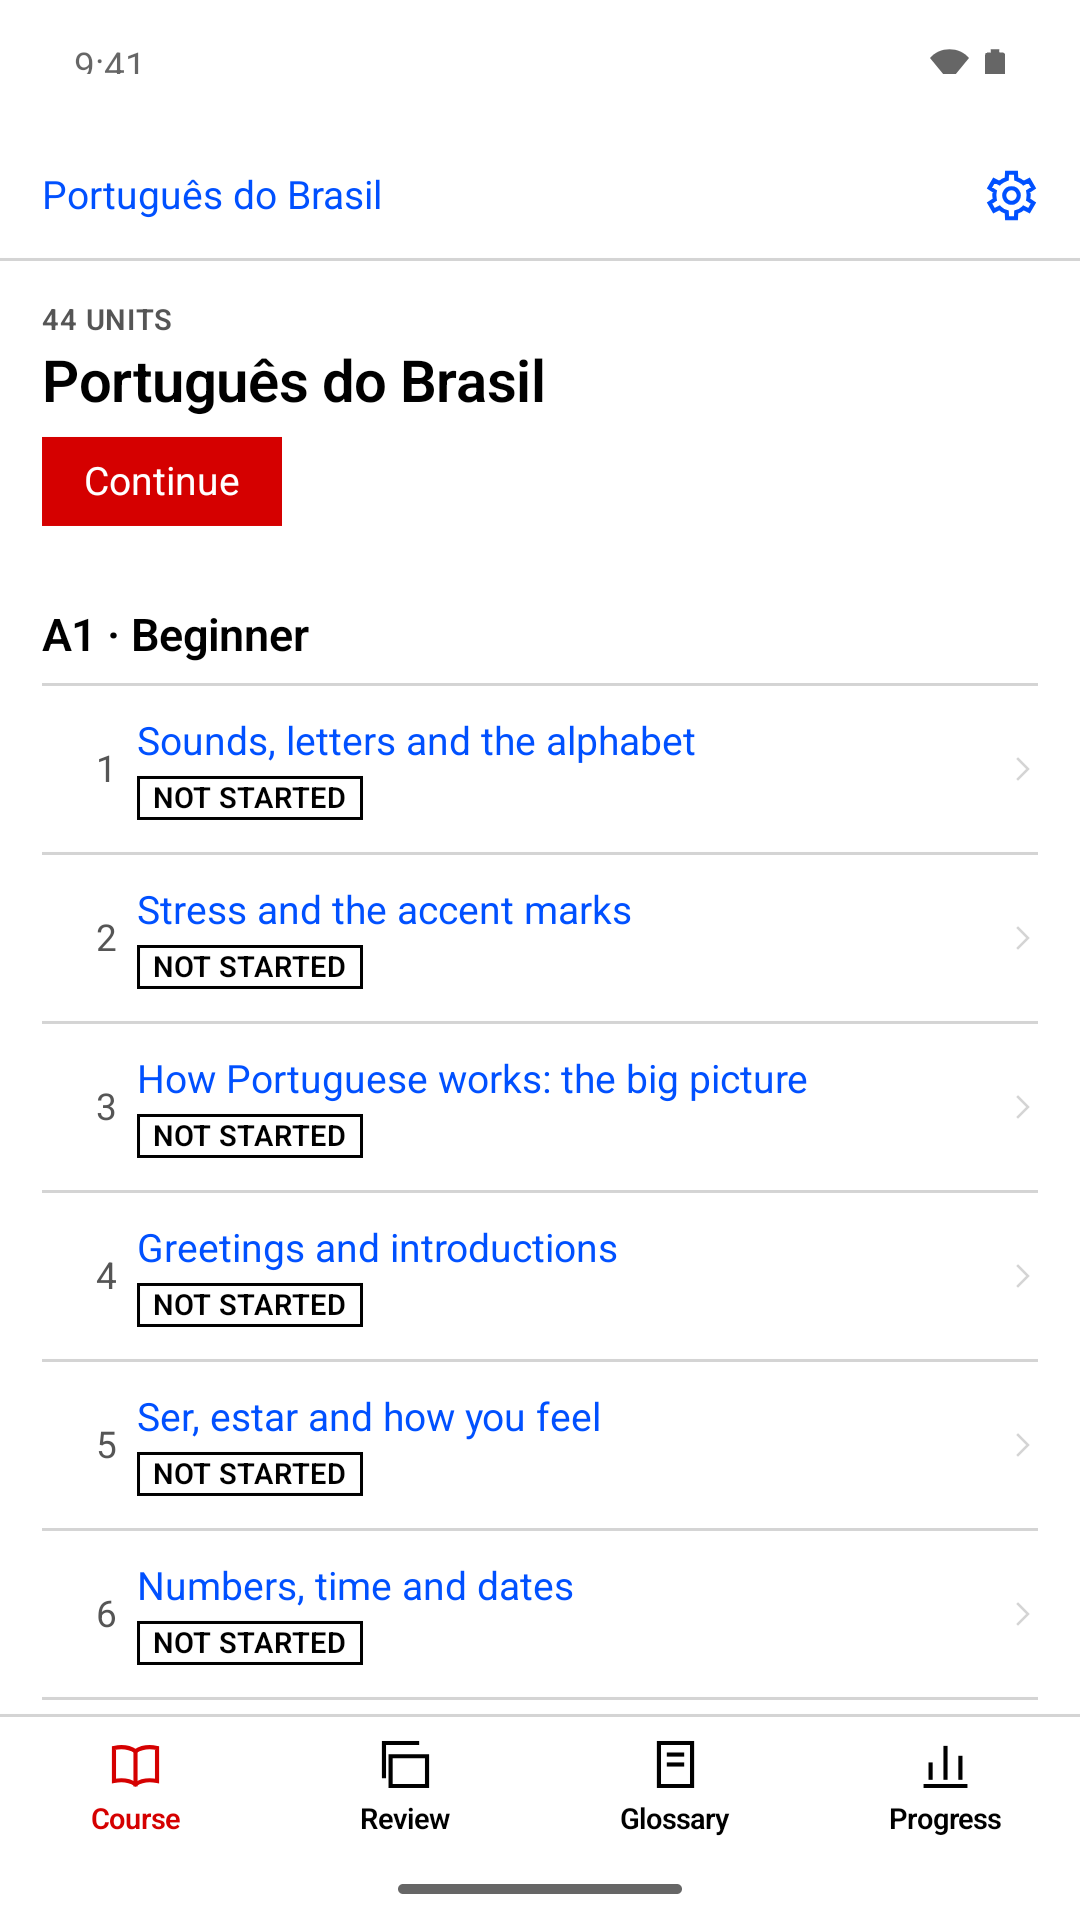 9:41
Português do Brasil
44 UNITS
Português do Brasil
Continue
A1 · Beginner
1
Sounds, letters and the alphabet
NOT STARTED
2
Stress and the accent marks
NOT STARTED
3
How Portuguese works: the big picture
NOT STARTED
4
Greetings and introductions
NOT STARTED
5
Ser, estar and how you feel
NOT STARTED
6
Numbers, time and dates
NOT STARTED
Course
Review
Glossary
Progress